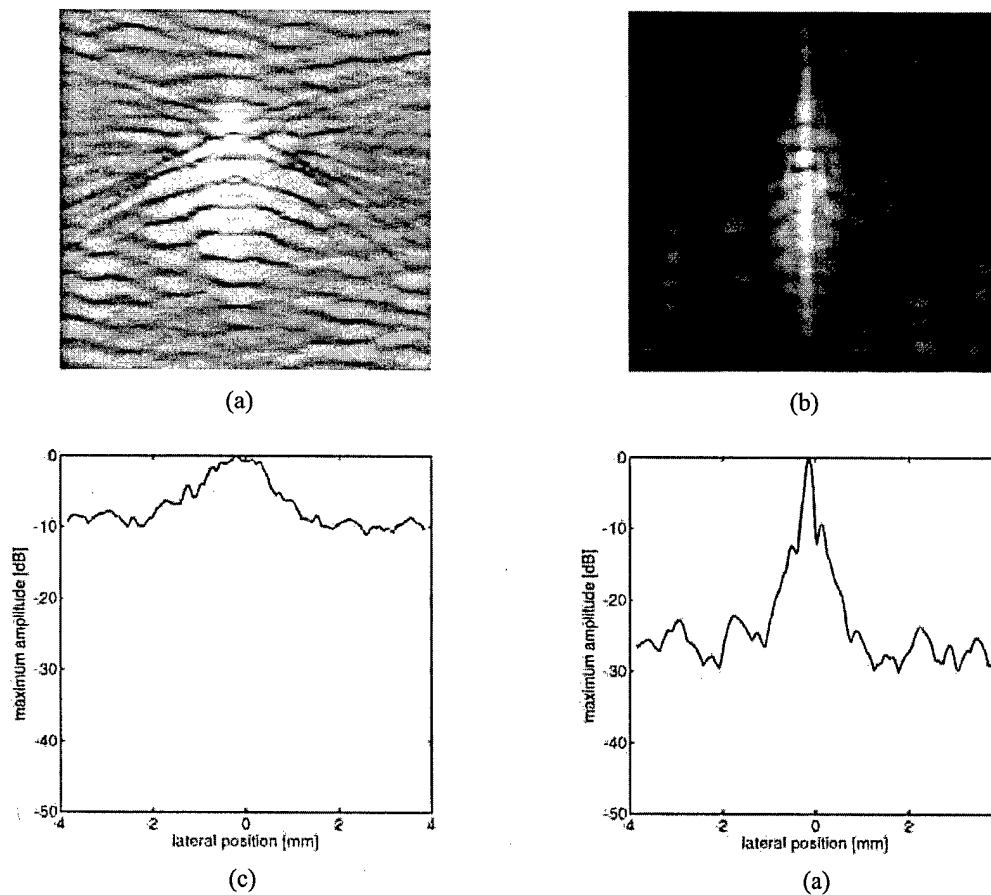 (a)
(b)
0
-10
-20
-30
-40
-50
maximum amplitude [dB]
-4
-2
0
2
4
lateral position [mm]
(c)
0
-10
-20
-30
-40
-50
maximum amplitude [dB]
-4
-2
0
2
lateral position [mm]
(a)